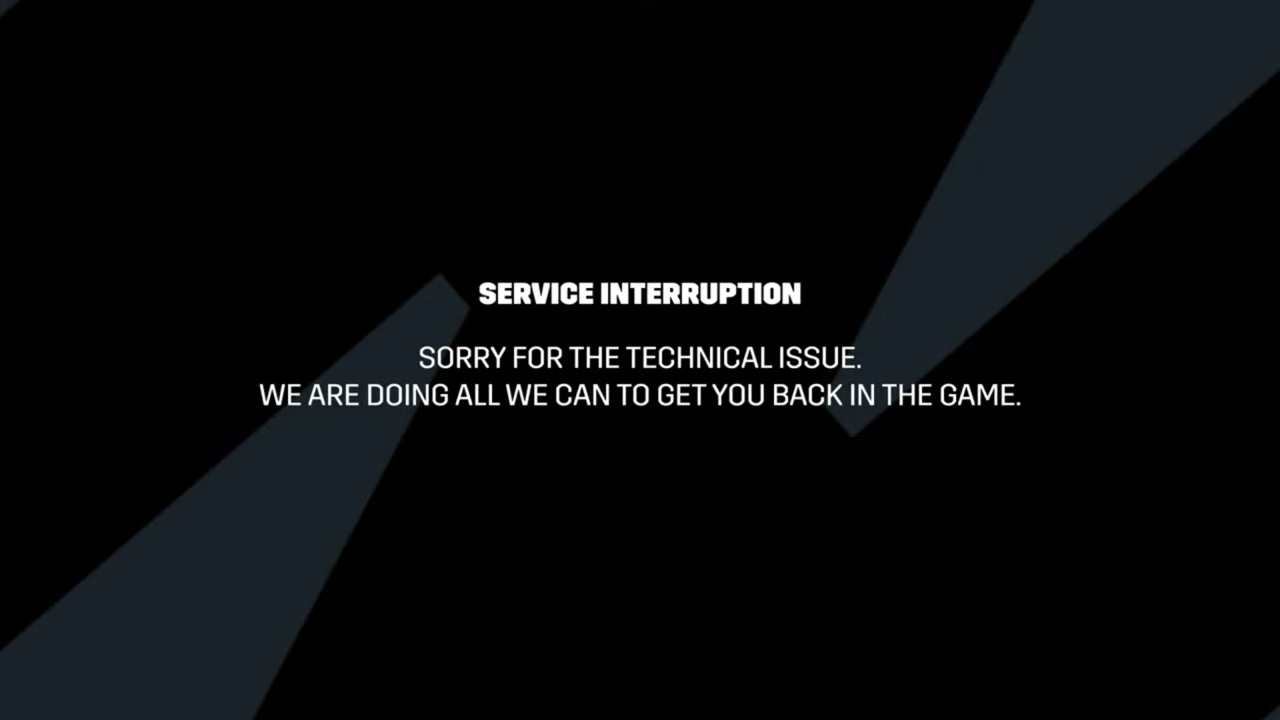 SERVICE INTERRUPTION
SORRY FOR THE TECHNICAL ISSUE.
WE ARE DOING ALL WE CAN TO GET YOU BACK IN THE GAME.